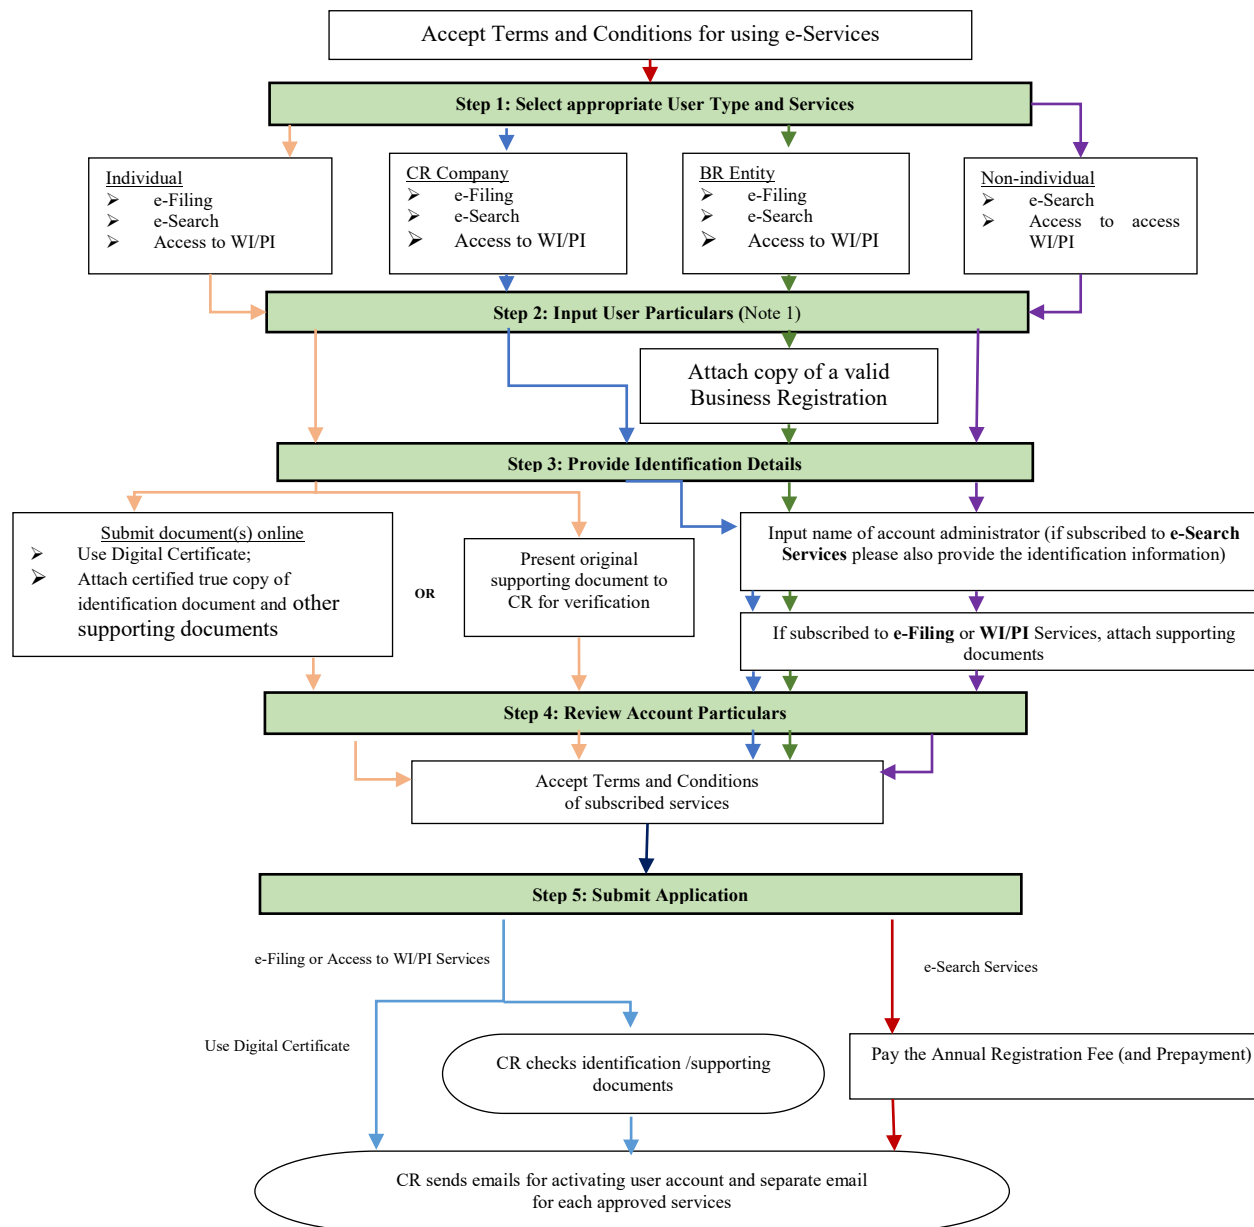 Accept Terms and Conditions for using e-Services
Step 1: Select appropriate User Type and Services
Individual
➢ e-Filing
➢ e-Search
➢ Access to WI/PI
CR Company
➢ e-Filing
➢ e-Search
➢ Access to WI/PI
BR Entity
➢ e-Filing
➢ e-Search
➢ Access to WI/PI
Non-individual
➢ e-Search
➢ Access to access
WI/PI
Step 2: Input User Particulars (Note 1)
Attach copy of a valid
Business Registration
Step 3: Provide Identification Details
Submit document(s) online
➢ Use Digital Certificate;
➢ Attach certified true copy of
identification document and other
supporting documents
OR
Present original
supporting document to
CR for verification
Input name of account administrator (if subscribed to e-Search
Services please also provide the identification information)
If subscribed to e-Filing or WI/PI Services, attach supporting
documents
Step 4: Review Account Particulars
Accept Terms and Conditions
of subscribed services
Step 5: Submit Application
e-Filing or Access to WI/PI Services
e-Search Services
Use Digital Certificate
CR checks identification /supporting
documents
Pay the Annual Registration Fee (and Prepayment)
CR sends emails for activating user account and separate email
for each approved services